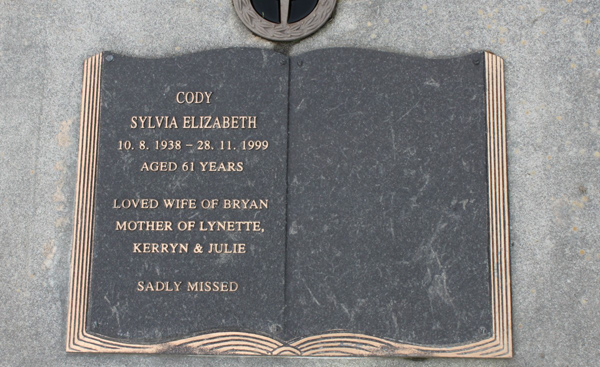 CODY
SYLVIA ELIZABETH
10. 8. 1938 – 28. 11. 1999
AGED 61 YEARS
LOVED WIFE OF BRYAN
MOTHER OF LYNETTE,
KERRYN & JULIE
SADLY MISSED